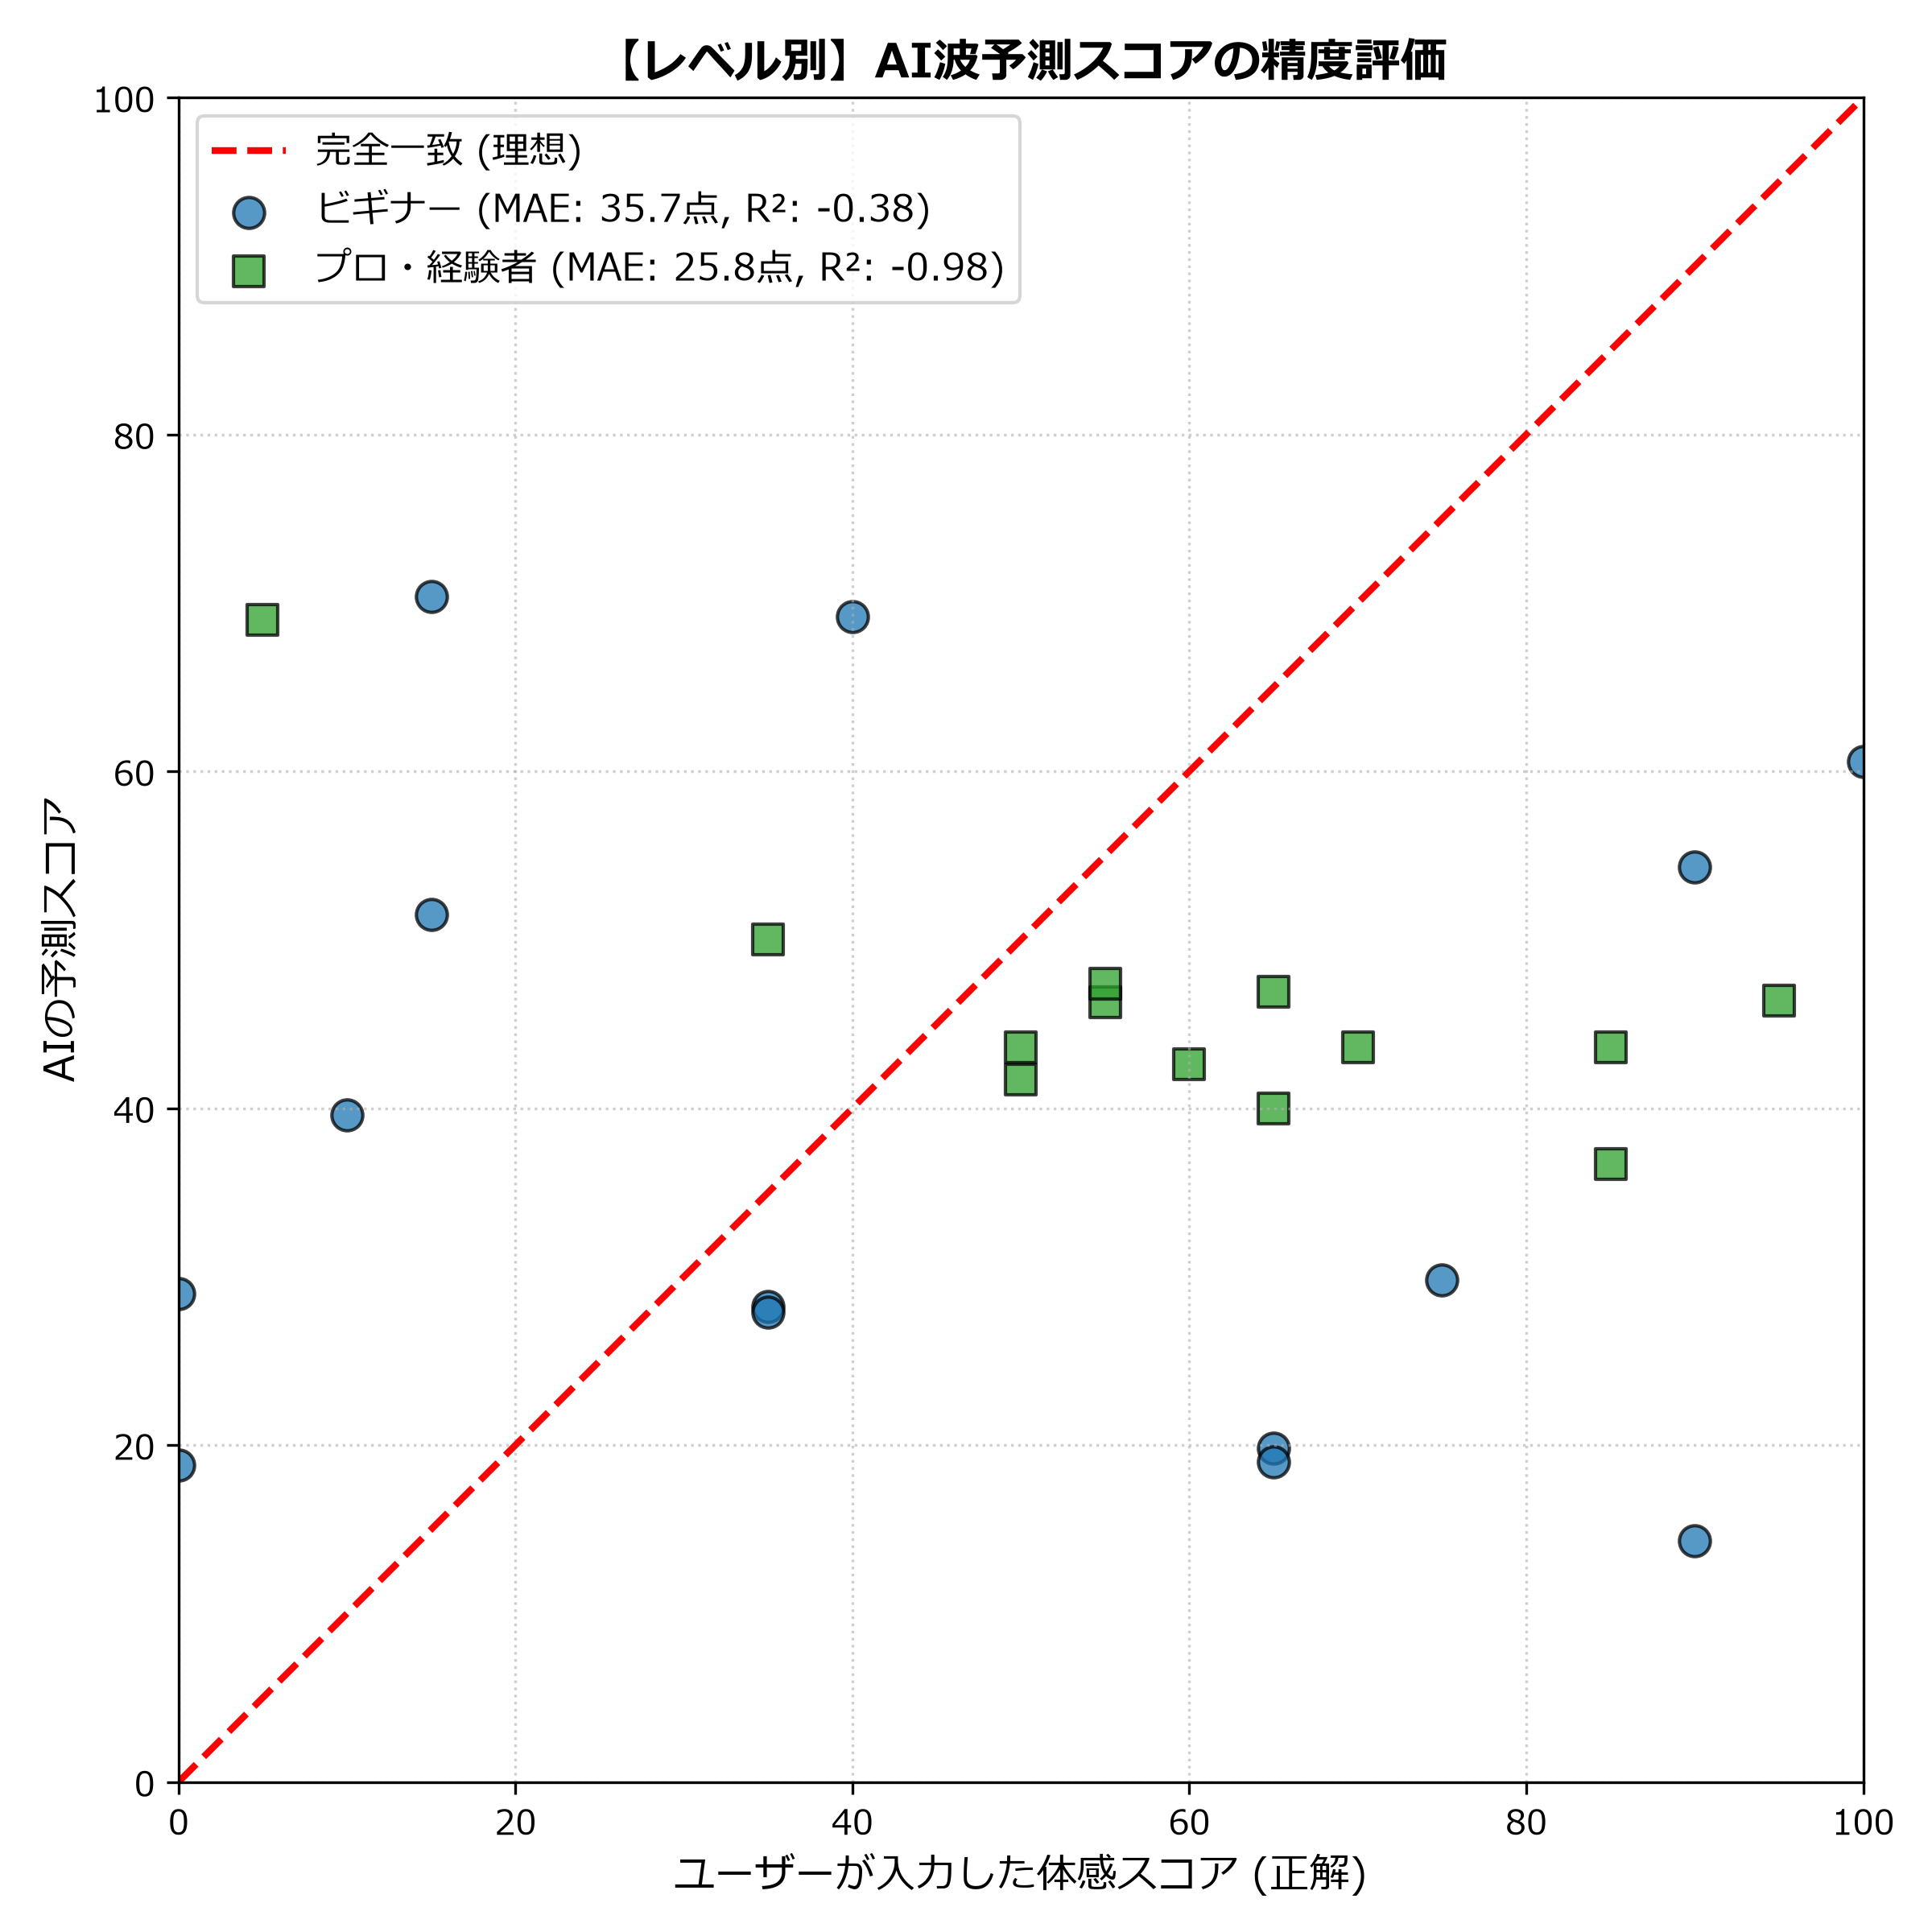 【レベル別】 AI波予測スコアの精度評価
完全一致 (理想)
ビギナー (MAE: 35.7点, R²: -0.38)
プロ・経験者 (MAE: 25.8点, R²: -0.98)
AIの予測スコア
100
80
60
40
20
0
0 20 40 60 80 100
ユーザーが入力した体感スコア (正解)